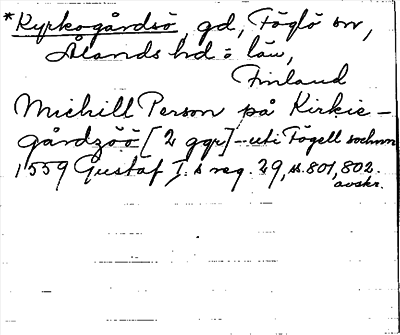 *Kyrkogårdsö, gd, Föglö sn,
Ålands hd o län,
Finland
Michill Person på Kirkie-
gårdzöö [2 ggr] - uti Fögell sochnn
1559 Gustaf I:s reg. 29, s. 801, 802.
avskr.